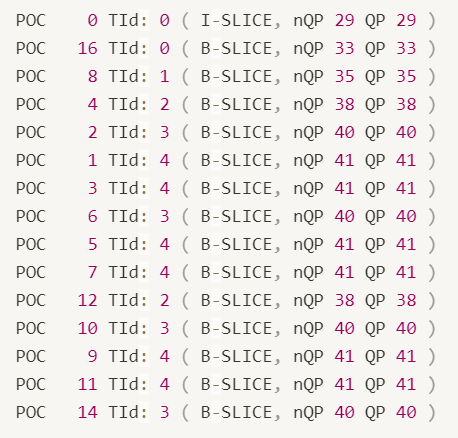 POC    0 TId: 0 ( I-SLICE, nQP 29 QP 29 )
POC   16 TId: 0 ( B-SLICE, nQP 33 QP 33 )
POC    8 TId: 1 ( B-SLICE, nQP 35 QP 35 )
POC    4 TId: 2 ( B-SLICE, nQP 38 QP 38 )
POC    2 TId: 3 ( B-SLICE, nQP 40 QP 40 )
POC    1 TId: 4 ( B-SLICE, nQP 41 QP 41 )
POC    3 TId: 4 ( B-SLICE, nQP 41 QP 41 )
POC    6 TId: 3 ( B-SLICE, nQP 40 QP 40 )
POC    5 TId: 4 ( B-SLICE, nQP 41 QP 41 )
POC    7 TId: 4 ( B-SLICE, nQP 41 QP 41 )
POC   12 TId: 2 ( B-SLICE, nQP 38 QP 38 )
POC   10 TId: 3 ( B-SLICE, nQP 40 QP 40 )
POC    9 TId: 4 ( B-SLICE, nQP 41 QP 41 )
POC   11 TId: 4 ( B-SLICE, nQP 41 QP 41 )
POC   14 TId: 3 ( B-SLICE, nQP 40 QP 40 )